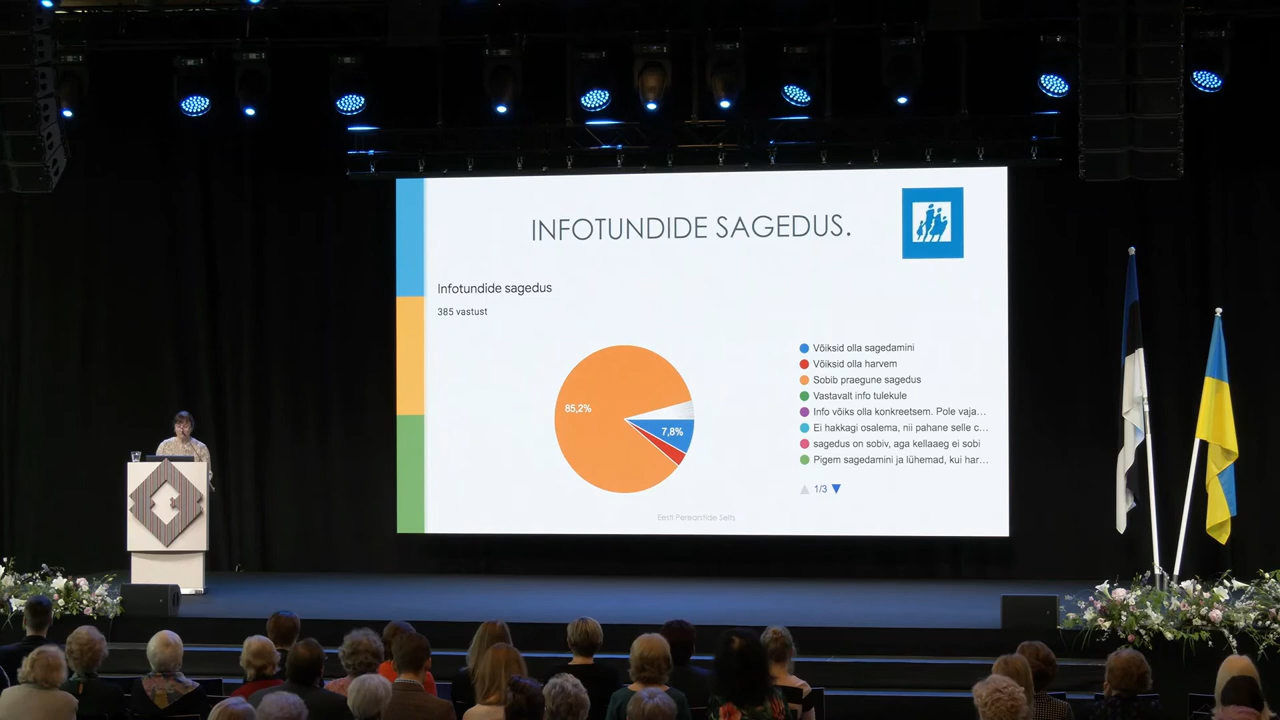 INFOTUNDIDE SAGEDUS.
Infotundide sagedus
385 vastust
85,2%
7,8%
Võiksid olla sagedamini
Võiksid olla harvem
Sobib praegune sagedus
Vastavalt info tulekule
Info võiks olla konkreetsem. Pole vaja...
Ei hakkagi osalema, nii pahane selle c...
sagedus on sobiv, aga kellaaeg ei sobi
Pigem sagedamini ja lühemad, kui har...
1/3
Eesti Perearstide Selts